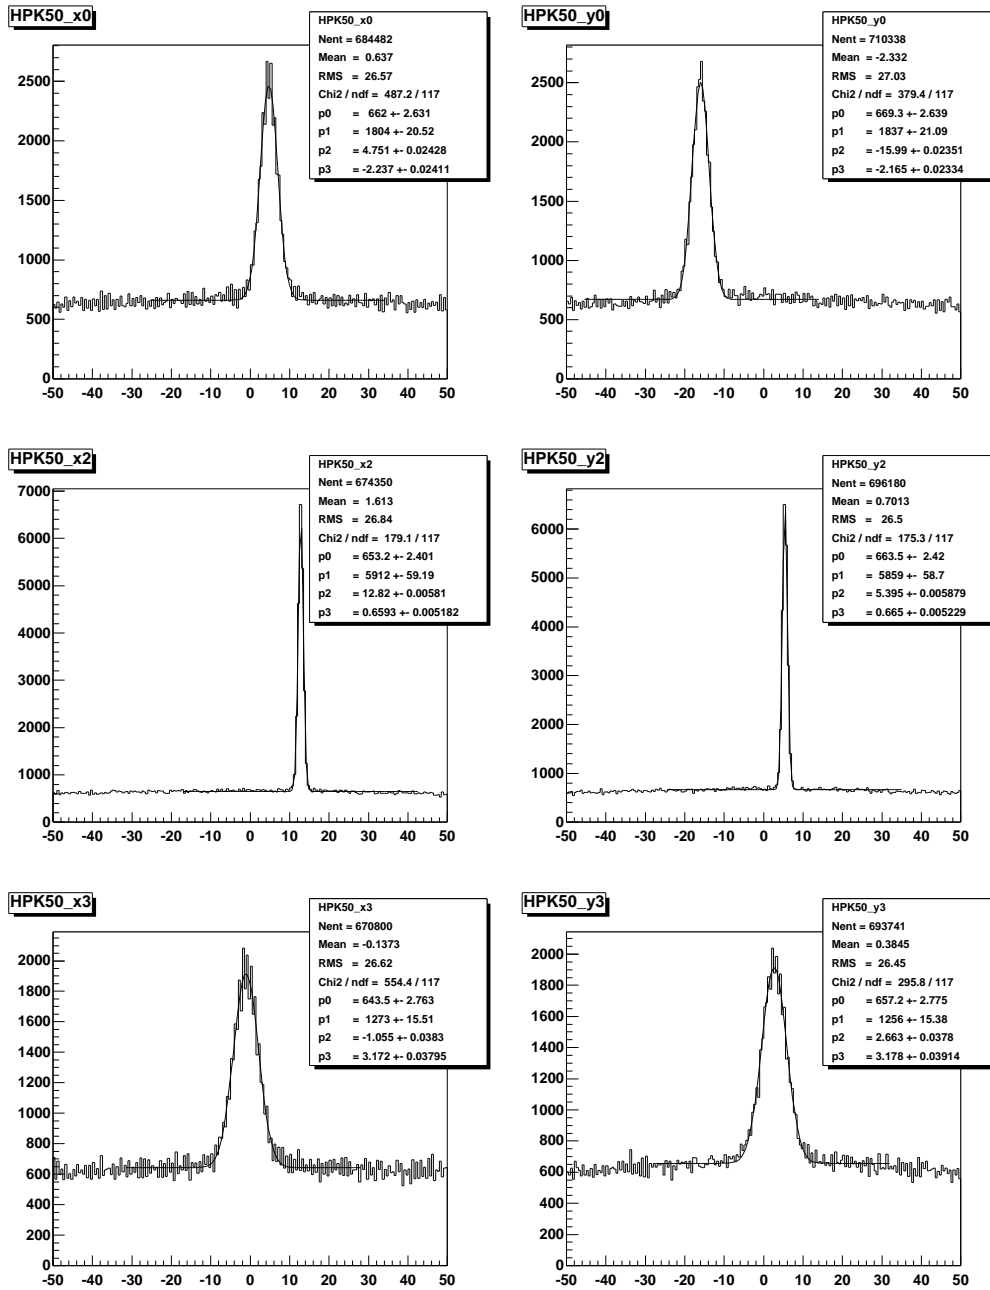 HPK50_x0
HPK50_x0
Nent = 684482
Mean = 0.637
RMS = 26.57
Chi2 / ndf = 487.2 / 117
p0 = 662 +- 2.631
p1 = 1804 +- 20.52
p2 = 4.751 +- 0.02428
p3 = -2.237 +- 0.02411
2500
2000
1500
1000
500
0
-50 -40 -30 -20 -10 0 10 20 30 40 50
HPK50_y0
HPK50_y0
Nent = 710338
Mean = -2.332
RMS = 27.03
Chi2 / ndf = 379.4 / 117
p0 = 669.3 +- 2.639
p1 = 1837 +- 21.09
p2 = -15.99 +- 0.02351
p3 = -2.165 +- 0.02334
2500
2000
1500
1000
500
0
-50 -40 -30 -20 -10 0 10 20 30 40 50
HPK50_x2
HPK50_x2
Nent = 674350
Mean = 1.613
RMS = 26.84
Chi2 / ndf = 179.1 / 117
p0 = 653.2 +- 2.401
p1 = 5912 +- 59.19
p2 = 12.82 +- 0.00581
p3 = 0.6593 +- 0.005182
7000
6000
5000
4000
3000
2000
1000
0
-50 -40 -30 -20 -10 0 10 20 30 40 50
HPK50_y2
HPK50_y2
Nent = 696180
Mean = 0.7013
RMS = 26.5
Chi2 / ndf = 175.3 / 117
p0 = 663.5 +- 2.42
p1 = 5859 +- 58.7
p2 = 5.395 +- 0.005879
p3 = 0.665 +- 0.005229
6000
5000
4000
3000
2000
1000
0
-50 -40 -30 -20 -10 0 10 20 30 40 50
HPK50_x3
HPK50_x3
Nent = 670800
Mean = -0.1373
RMS = 26.62
Chi2 / ndf = 554.4 / 117
p0 = 643.5 +- 2.763
p1 = 1273 +- 15.51
p2 = -1.055 +- 0.0383
p3 = 3.172 +- 0.03795
2000
1800
1600
1400
1200
1000
800
600
400
200
0
-50 -40 -30 -20 -10 0 10 20 30 40 50
HPK50_y3
HPK50_y3
Nent = 693741
Mean = 0.3845
RMS = 26.45
Chi2 / ndf = 295.8 / 117
p0 = 657.2 +- 2.775
p1 = 1256 +- 15.38
p2 = 2.663 +- 0.0378
p3 = 3.178 +- 0.03914
2000
1800
1600
1400
1200
1000
800
600
400
200
0
-50 -40 -30 -20 -10 0 10 20 30 40 50